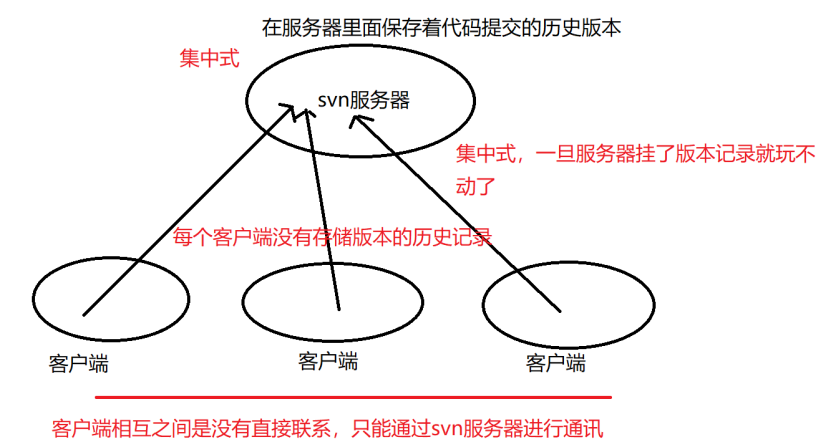 在服务器里面保存着代码提交的历史版本
集中式
svn服务器
集中式，一旦服务器挂了版本记录就玩不
动了
每个客户端没有存储版本的历史记录
客户端
客户端
客户端
客户端相互之间是没有直接联系，只能通过svn服务器进行通讯